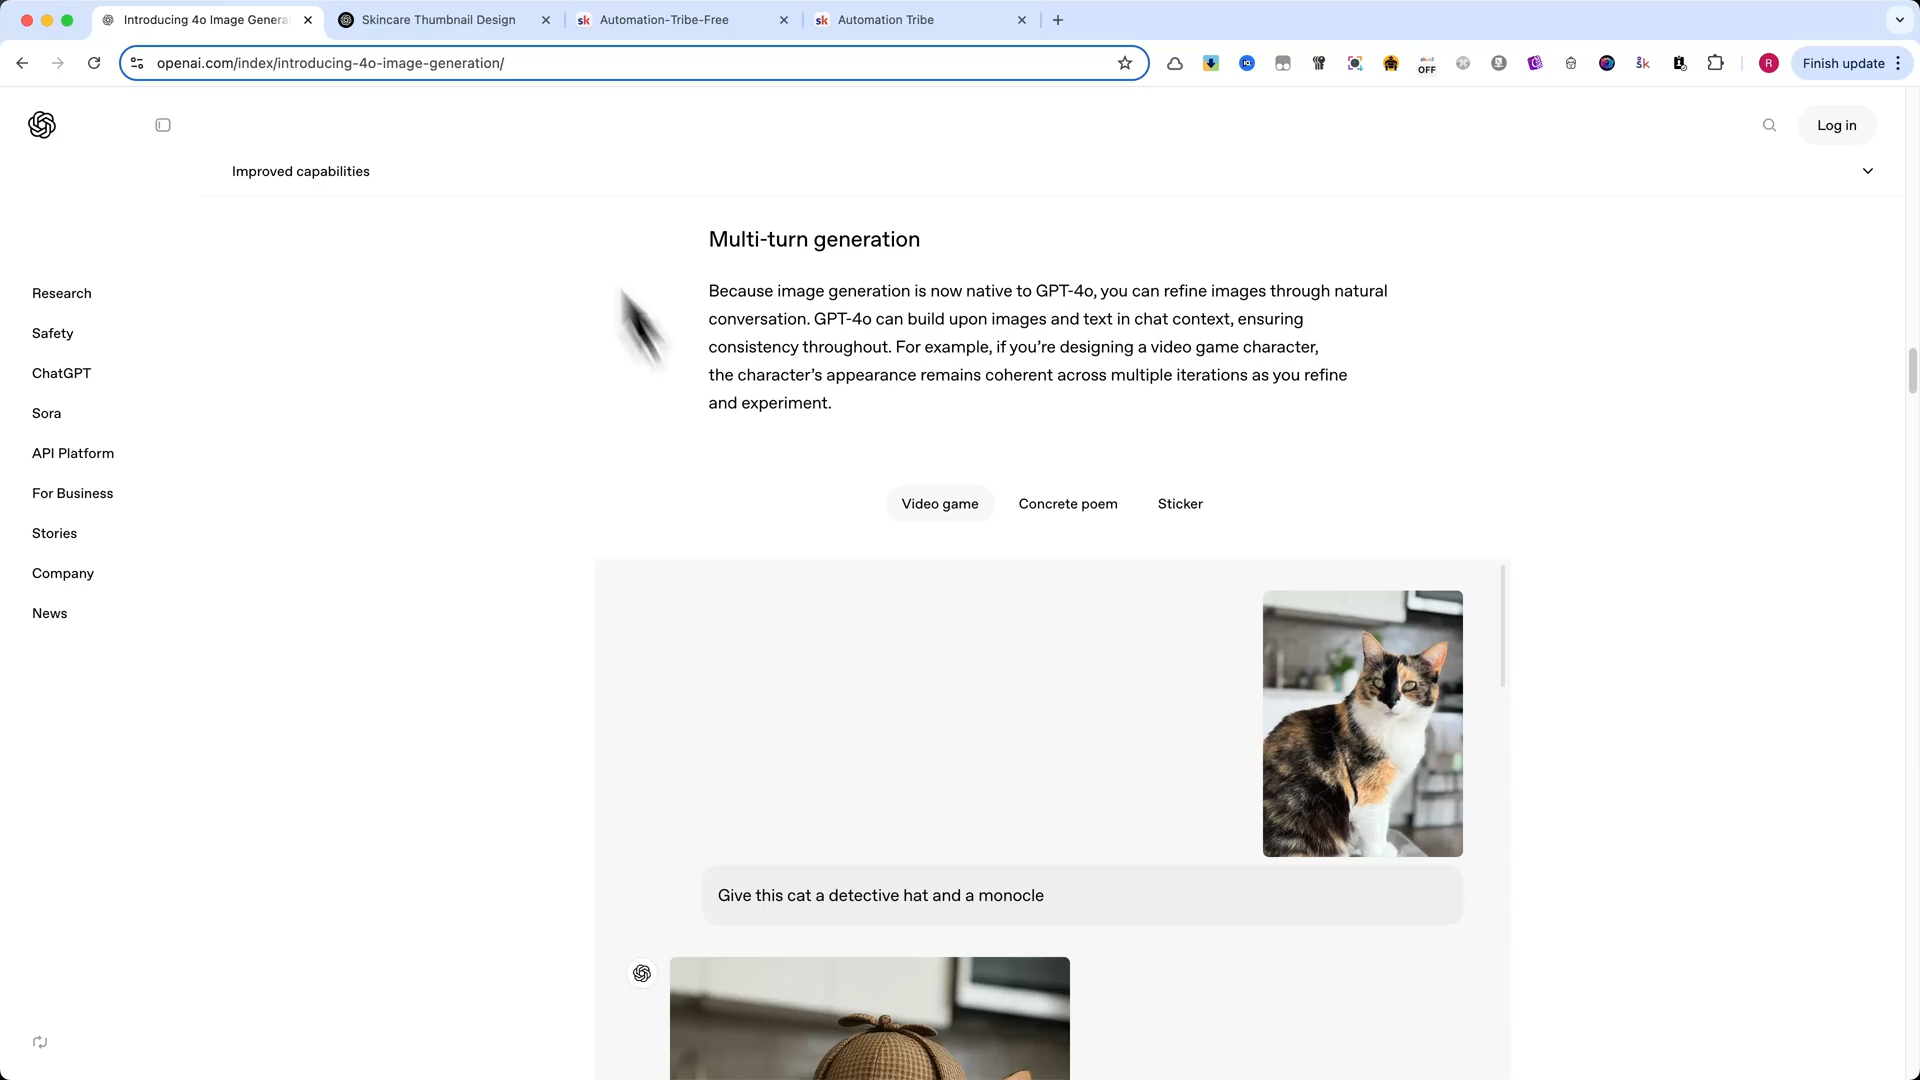 Introducing 4o Image Genera
Skincare Thumbnail Design
Automation-Tribe-Free
Automation Tribe
openai.com/index/introducing-4o-image-generation/
OFF
R
Finish update
Log in
Improved capabilities
Research
Safety
ChatGPT
Sora
API Platform
For Business
Stories
Company
News
Multi-turn generation
Because image generation is now native to GPT-4o, you can refine images through natural
conversation. GPT-4o can build upon images and text in chat context, ensuring
consistency throughout. For example, if you’re designing a video game character,
the character’s appearance remains coherent across multiple iterations as you refine
and experiment.
Video game
Concrete poem
Sticker
Give this cat a detective hat and a monocle